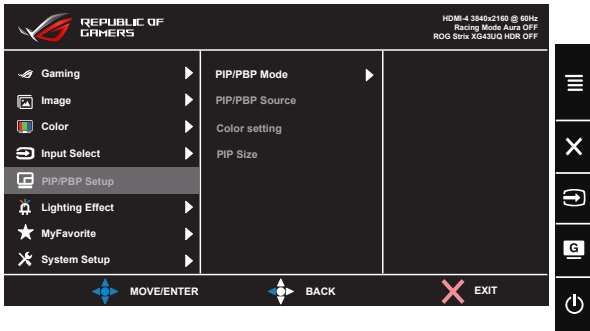 REPUBLIC OF
GAMERS
HDMI-4 3840x2160 @ 60Hz
Racing Mode Aura OFF
ROG Strix XG43UQ HDR OFF
Gaming
Image
Color
Input Select
PIP/PBP Setup
Lighting Effect
MyFavorite
System Setup
PIP/PBP Mode
PIP/PBP Source
Color setting
PIP Size
MOVE/ENTER
BACK
EXIT
G